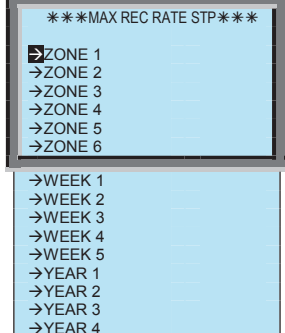 ✳✳✳MAX REC RATE STP✳✳✳
→ZONE 1
→ZONE 2
→ZONE 3
→ZONE 4
→ZONE 5
→ZONE 6
→WEEK 1
→WEEK 2
→WEEK 3
→WEEK 4
→WEEK 5
→YEAR 1
→YEAR 2
→YEAR 3
→YEAR 4